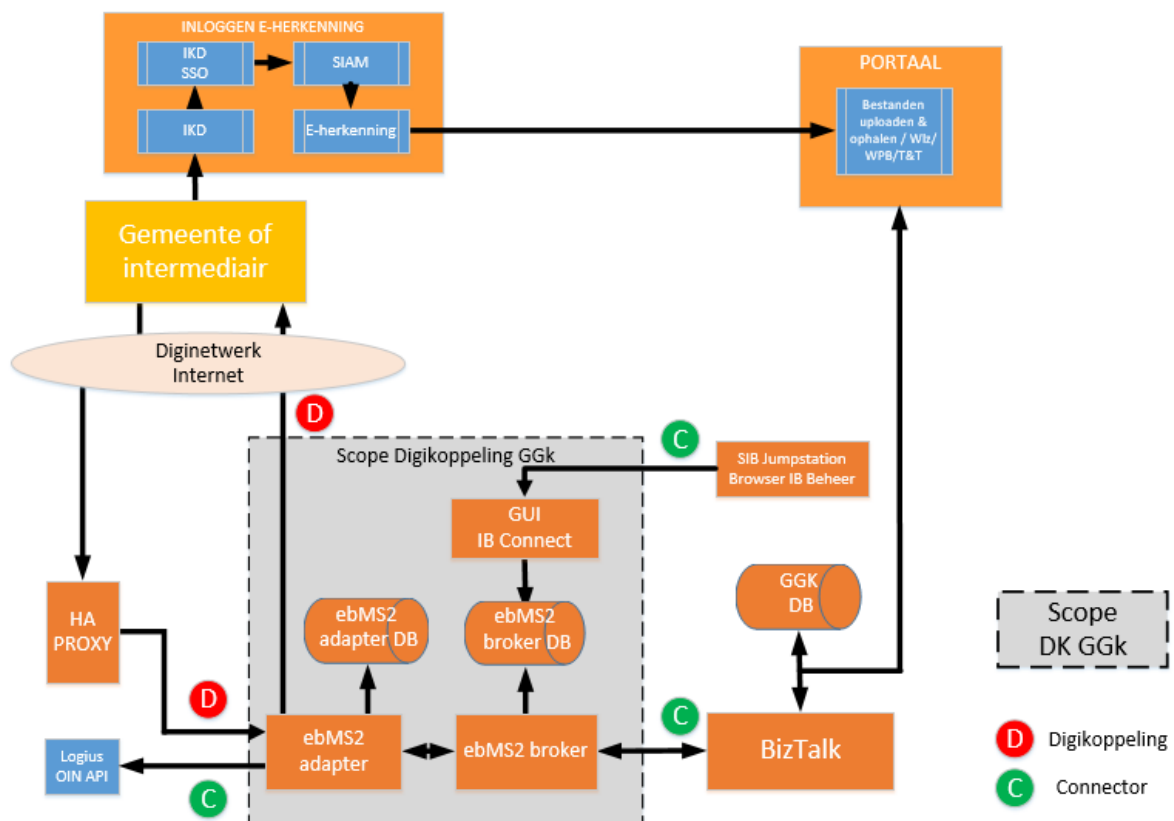 INLOGGEN E-HERKENNING
IKD
SSO
SIAM
IKD
E-herkenning
PORTAAL
Bestanden
uploaden &
ophalen / Wlz/
WPB/T&T
Gemeente of
intermediair
Diginetwerk
Internet
D
C
Scope Digikoppeling GGk
SIB Jumpstation
Browser IB Beheer
GUI
IB Connect
GGK
DB
HA
PROXY
ebMS2
adapter DB
ebMS2
broker DB
Scope
DK GGk
D
C
ebMS2
adapter
ebMS2 broker
BizTalk
Logius
OIN API
C
D Digikoppeling
C Connector